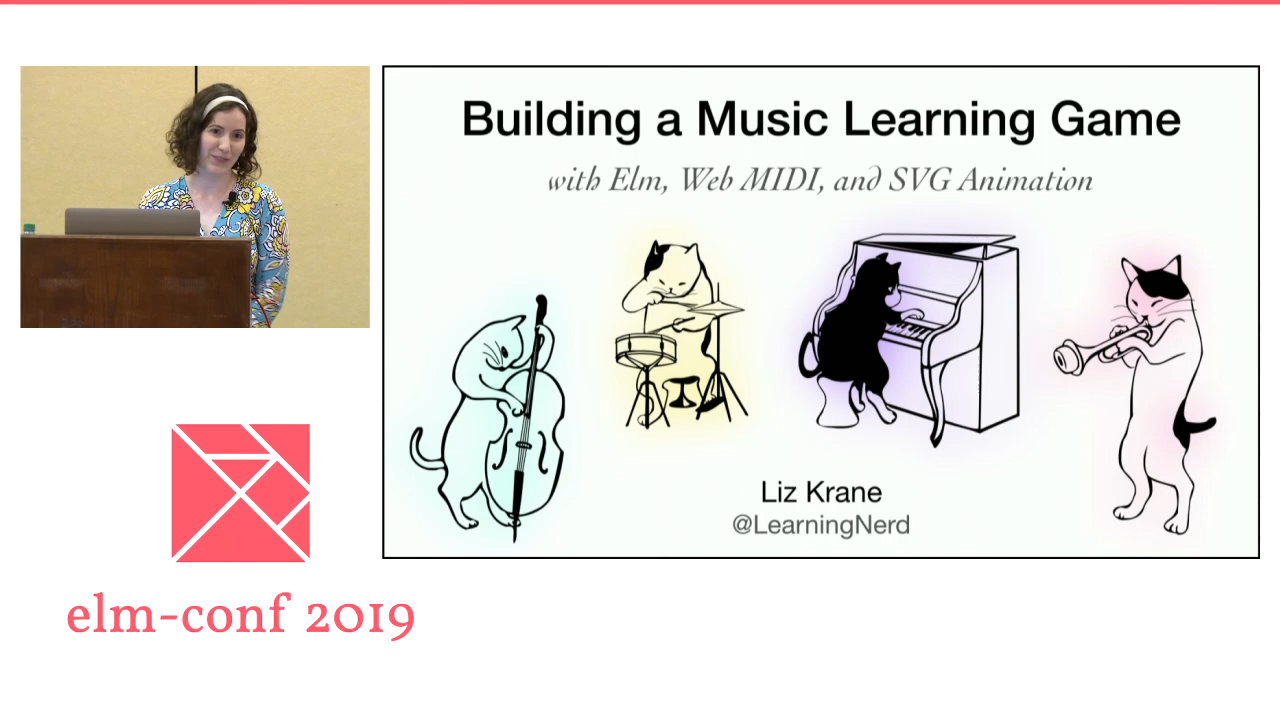 Building a Music Learning Game
with Elm, Web MIDI, and SVG Animation
Liz Krane
@LearningNerd
elm-conf 2019